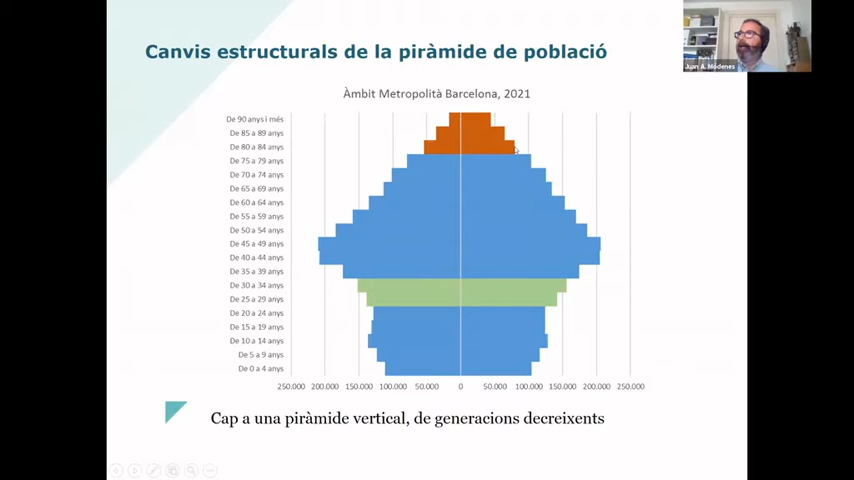 Canvis estructurals de la piràmide de població
Juan A. Módenes
Àmbit Metropolità Barcelona, 2021
De 90 anys i més
De 85 a 89 anys
De 80 a 84 anys
De 75 a 79 anys
De 70 a 74 anys
De 65 a 69 anys
De 60 a 64 anys
De 55 a 59 anys
De 50 a 54 anys
De 45 a 49 anys
De 40 a 44 anys
De 35 a 39 anys
De 30 a 34 anys
De 25 a 29 anys
De 20 a 24 anys
De 15 a 19 anys
De 10 a 14 anys
De 5 a 9 anys
De 0 a 4 anys
250.000 200.000 150.000 100.000 50.000 0 50.000 100.000 150.000 200.000 250.000
Cap a una piràmide vertical, de generacions decreixents